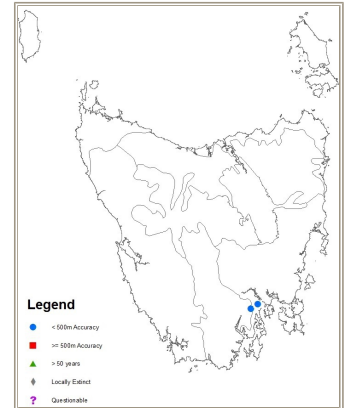 Legend
< 500m Accuracy
>= 500m Accuracy
> 50 years
Locally Extinct
? Questionable